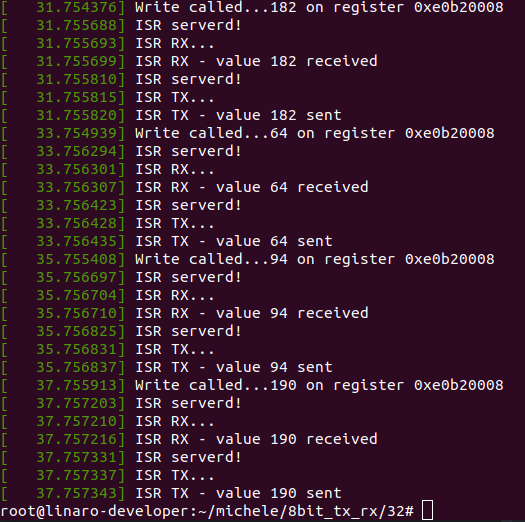 [   31.754376] Write called...182 on register 0xe0b20008
[   31.755688] ISR serverd!
[   31.755693] ISR RX...
[   31.755699] ISR RX - value 182 received
[   31.755810] ISR serverd!
[   31.755815] ISR TX...
[   31.755820] ISR TX - value 182 sent
[   33.754939] Write called...64 on register 0xe0b20008
[   33.756294] ISR serverd!
[   33.756301] ISR RX...
[   33.756307] ISR RX - value 64 received
[   33.756423] ISR serverd!
[   33.756428] ISR TX...
[   33.756435] ISR TX - value 64 sent
[   35.755408] Write called...94 on register 0xe0b20008
[   35.756697] ISR serverd!
[   35.756704] ISR RX...
[   35.756710] ISR RX - value 94 received
[   35.756825] ISR serverd!
[   35.756831] ISR TX...
[   35.756837] ISR TX - value 94 sent
[   37.755913] Write called...190 on register 0xe0b20008
[   37.757203] ISR serverd!
[   37.757210] ISR RX...
[   37.757216] ISR RX - value 190 received
[   37.757331] ISR serverd!
[   37.757337] ISR TX...
[   37.757343] ISR TX - value 190 sent
root@linaro-developer:~/michele/8bit_tx_rx/32#